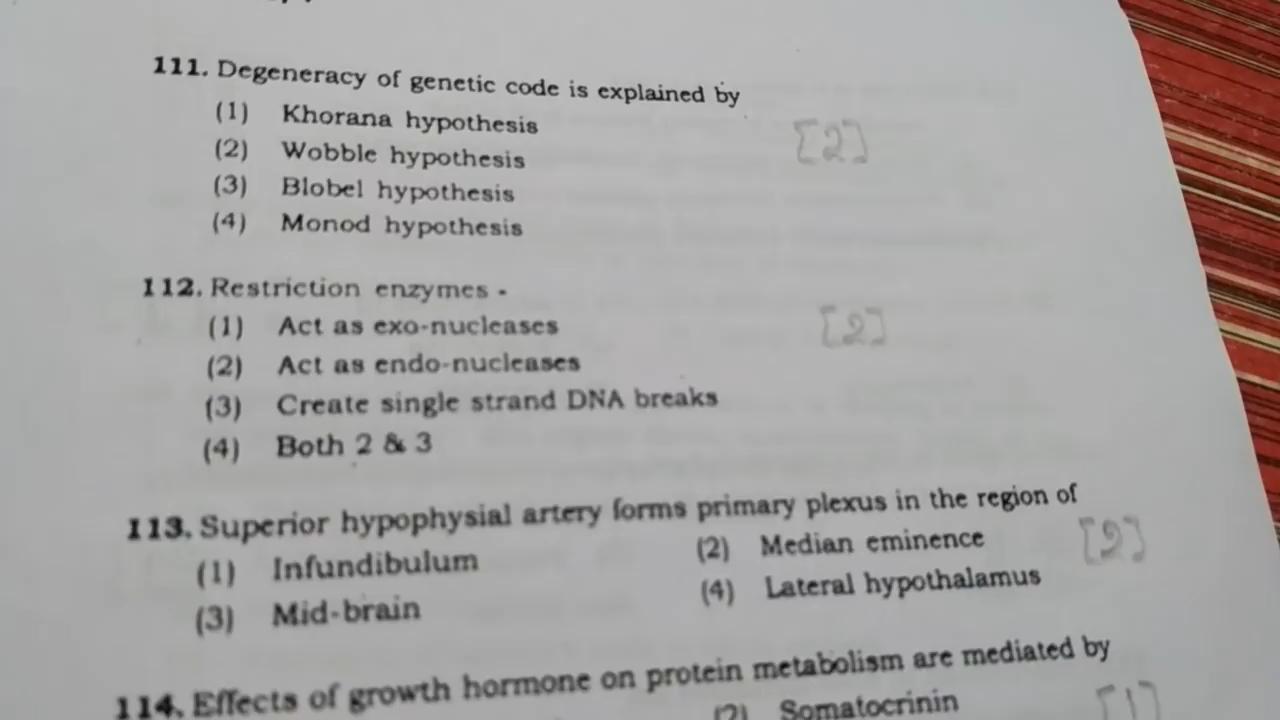 111. Degeneracy of genetic code is explained by
(1) Khorana hypothesis
[2]
(2) Wobble hypothesis
(3) Blobel hypothesis
(4) Monod hypothesis
112. Restriction enzymes -
(1) Act as exo-nucleases
[2]
(2) Act as endo-nucleases
(3) Create single strand DNA breaks
(4) Both 2 & 3
113. Superior hypophysial artery forms primary plexus in the region of
(1) Infundibulum (2) Median eminence [2]
(3) Mid-brain (4) Lateral hypothalamus
114. Effects of growth hormone on protein metabolism are mediated by
(2) Somatocrinin [1]